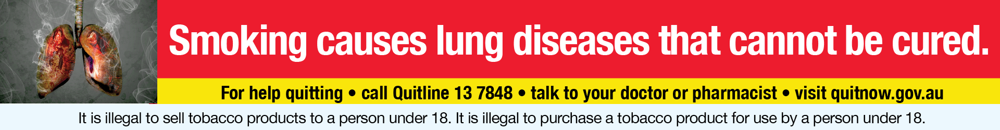 Smoking causes lung diseases that cannot be cured.
For help quitting • call Quitline 13 7848 • talk to your doctor or pharmacist • visit quitnow.gov.au
It is illegal to sell tobacco products to a person under 18. It is illegal to purchase a tobacco product for use by a person under 18.